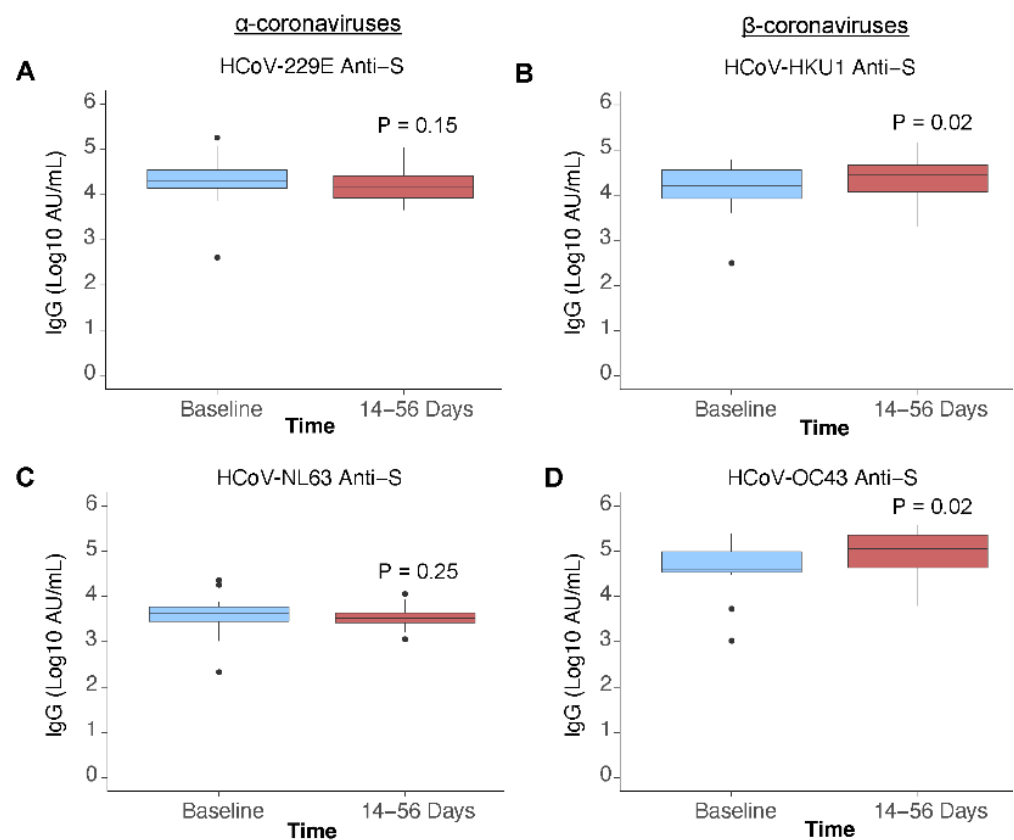 α-coronaviruses
β-coronaviruses
A
HCoV-229E Anti–S
P = 0.15
IgG (Log10 AU/mL)
6
5
4
3
2
1
0
Baseline
14–56 Days
Time
B
HCoV-HKU1 Anti–S
P = 0.02
IgG (Log10 AU/mL)
6
5
4
3
2
1
0
Baseline
14–56 Days
Time
C
HCoV-NL63 Anti–S
P = 0.25
IgG (Log10 AU/mL)
6
5
4
3
2
1
0
Baseline
14–56 Days
Time
D
HCoV-OC43 Anti–S
P = 0.02
IgG (Log10 AU/mL)
6
5
4
3
2
1
0
Baseline
14–56 Days
Time